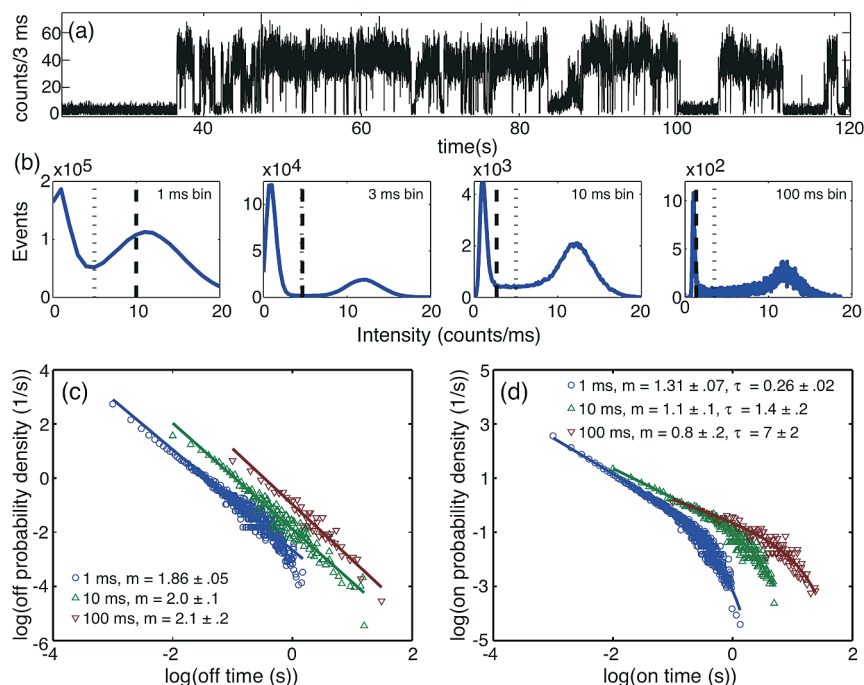 (a)
counts/3 ms
60
40
20
0
40
60
80
100
120
time(s)
(b)
x10^5
x10^4
x10^3
x10^2
1 ms bin
3 ms bin
10 ms bin
100 ms bin
Events
2
1
0
10
5
0
4
2
0
10
5
0
0 10 20
0 10 20
0 10 20
0 10 20
Intensity (counts/ms)
(c)
log(off probability density (1/s))
6
4
2
0
-2
-4
-6
1 ms, m = 1.86 ± .05
10 ms, m = 2.0 ± .1
100 ms, m = 2.1 ± .2
-4 -2 0 2
log(off time (s))
(d)
log(on probability density (1/s))
5
3
1
-1
-3
-5
1 ms, m = 1.31 ± .07, τ = 0.26 ± .02
10 ms, m = 1.1 ± .1, τ = 1.4 ± .2
100 ms, m = 0.8 ± .2, τ = 7 ± 2
-4 -2 0 2
log(on time (s))